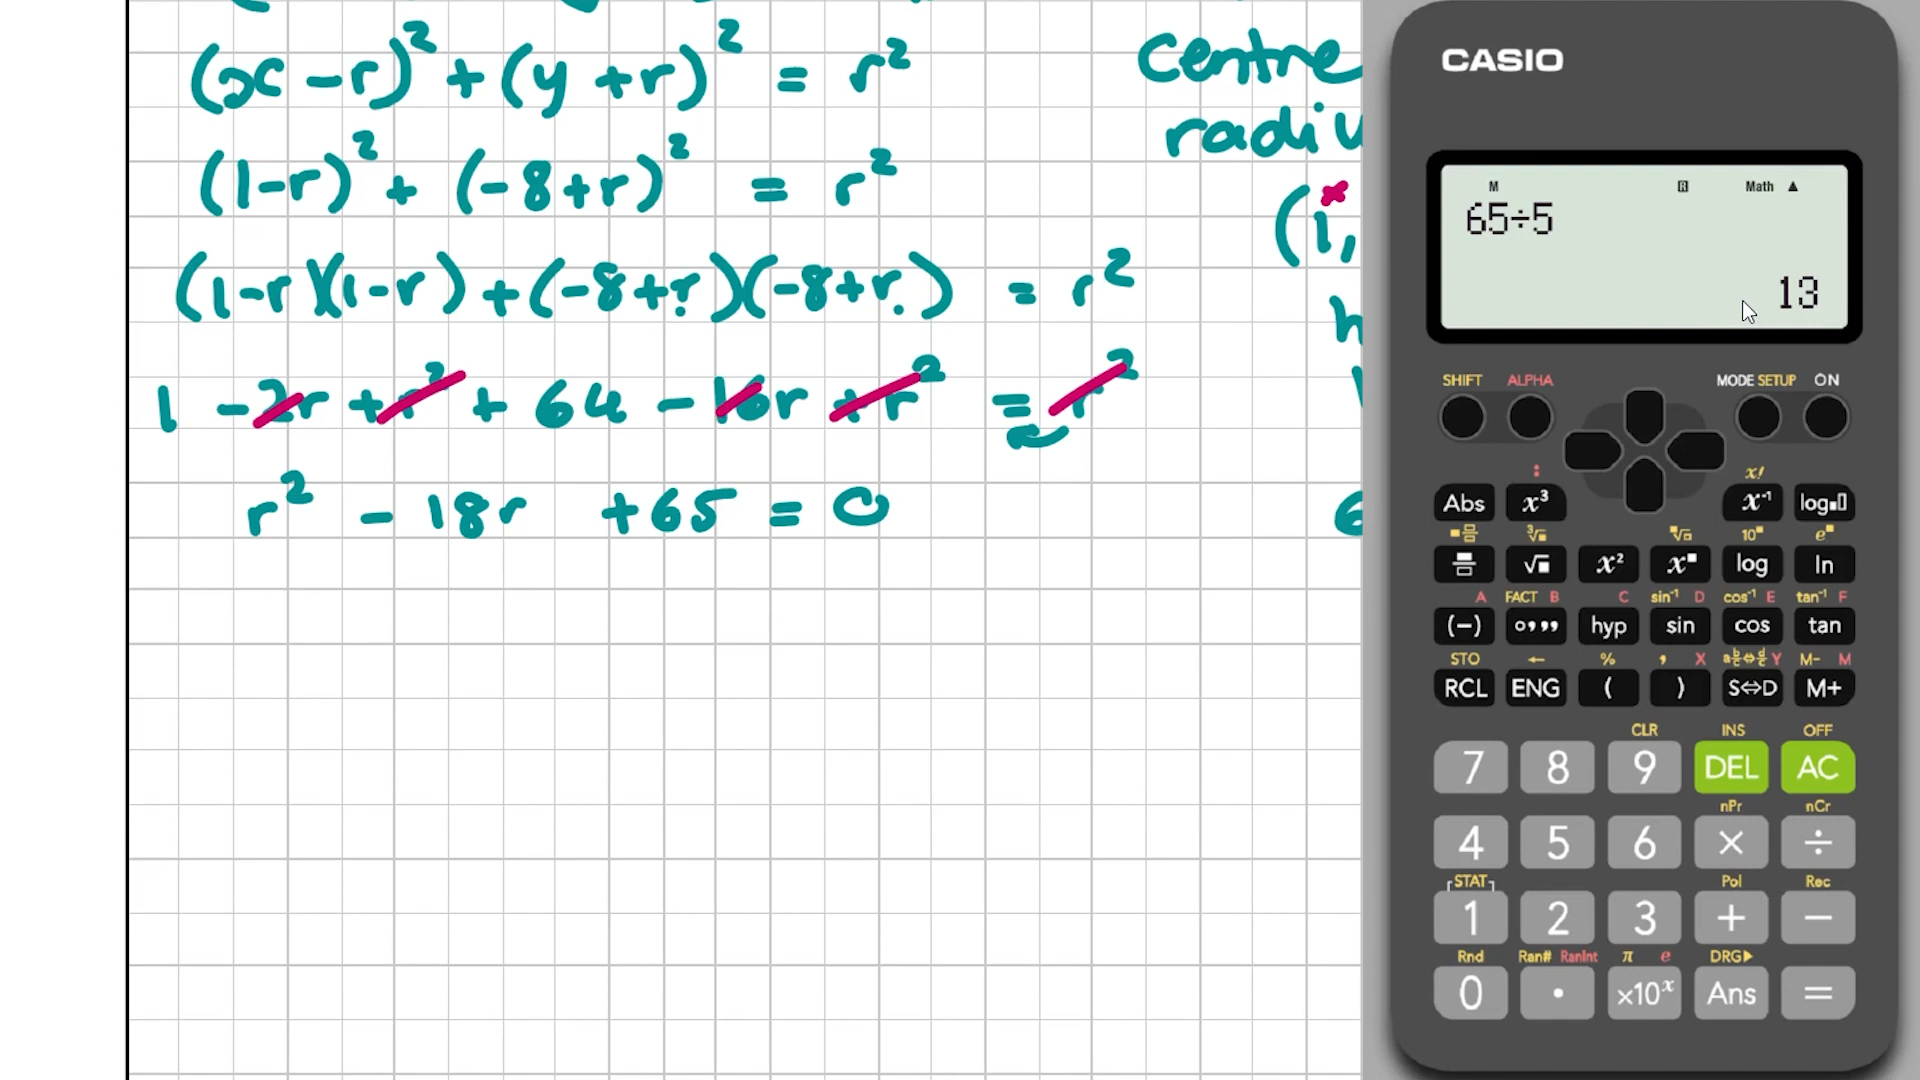 (x - r)² + (y + r)² = r²
(1-r)² + (-8+r)² = r²
(1-r)(1-r) + (-8+r)(-8+r) = r²
1 - 2r + r² + 64 - 16r + r² = r²
r² - 18r + 65 = 0
Centre
(1,
6
CASIO
M R Math ▲
65÷5
13
SHIFT ALPHA MODE SETUP ON
: x!
Abs x³ x⁻¹ log▪▯
³√▪ ▪√▫ 10▪ e▪
√▪ x² x▪ log ln
A FACT B C sin⁻¹ D cos⁻¹ E tan⁻¹ F
(−) °,,, hyp sin cos tan
STO ← % , X a b/c⇔d/c Y M− M
RCL ENG ( ) S⇔D M+
CLR INS OFF
7 8 9 DEL AC
nPr nCr
4 5 6 × ÷
STAT Pol Rec
1 2 3 + −
Rnd Ran# RanInt π e DRG▶
0 . ×10ˣ Ans =